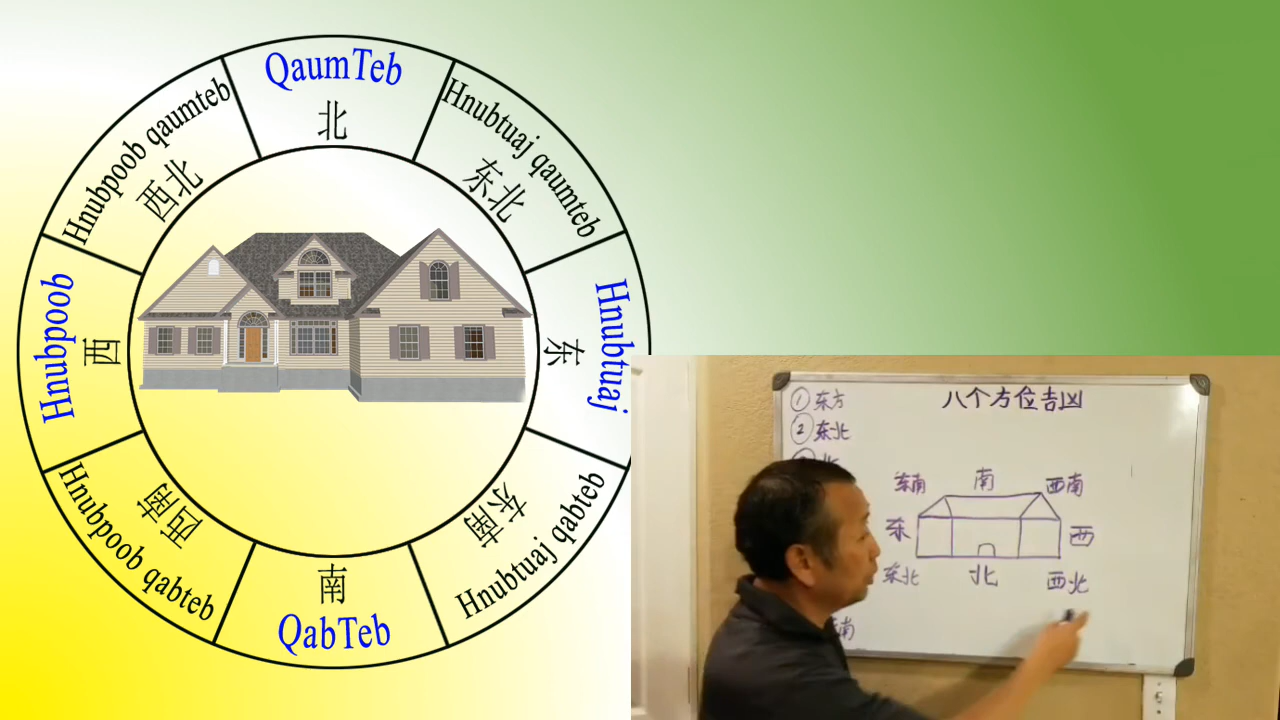 QaumTeb
北
Hnubtuaj qaumteb
东北
Hnubtuaj
东
Hnubtuaj qabteb
东南
南
QabTeb
Hnubpoob qabteb
西南
Hnubpoob
西
Hnubpoob qaumteb
西北
八个方位吉凶
① 东方
② 东北
东南 南 西南
东 西
东北 北 西北
南